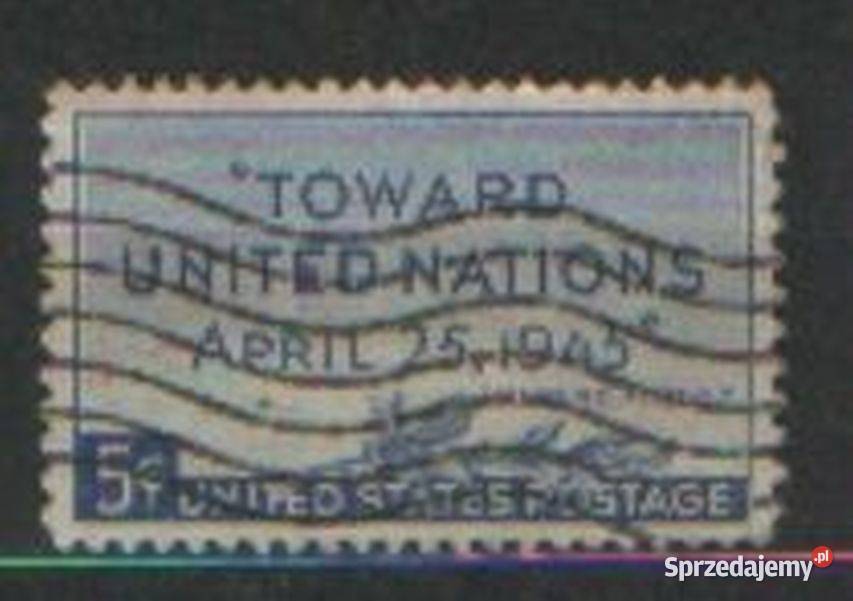 "TOWARD
UNITED NATIONS
APRIL 25, 1945"
5¢ UNITED STATES POSTAGE
Sprzedajemy.pl